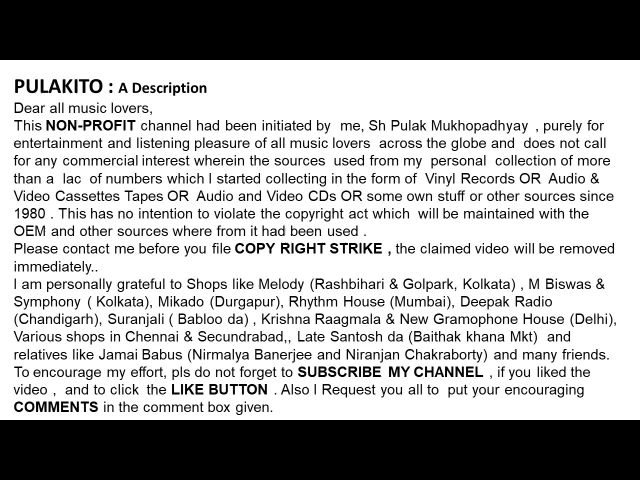 PULAKITO : A Description
Dear all music lovers,
This NON-PROFIT channel had been initiated by me, Sh Pulak Mukhopadhyay , purely for
entertainment and listening pleasure of all music lovers across the globe and does not call
for any commercial interest wherein the sources used from my personal collection of more
than a lac of numbers which I started collecting in the form of Vinyl Records OR Audio &
Video Cassettes Tapes OR Audio and Video CDs OR some own stuff or other sources since
1980 . This has no intention to violate the copyright act which will be maintained with the
OEM and other sources where from it had been used .
Please contact me before you file COPY RIGHT STRIKE , the claimed video will be removed
immediately..
I am personally grateful to Shops like Melody (Rashbihari & Golpark, Kolkata) , M Biswas &
Symphony ( Kolkata), Mikado (Durgapur), Rhythm House (Mumbai), Deepak Radio
(Chandigarh), Suranjali ( Babloo da) , Krishna Raagmala & New Gramophone House (Delhi),
Various shops in Chennai & Secundrabad,, Late Santosh da (Baithak khana Mkt) and
relatives like Jamai Babus (Nirmalya Banerjee and Niranjan Chakraborty) and many friends.
To encourage my effort, pls do not forget to SUBSCRIBE MY CHANNEL , if you liked the
video , and to click the LIKE BUTTON . Also I Request you all to put your encouraging
COMMENTS in the comment box given.